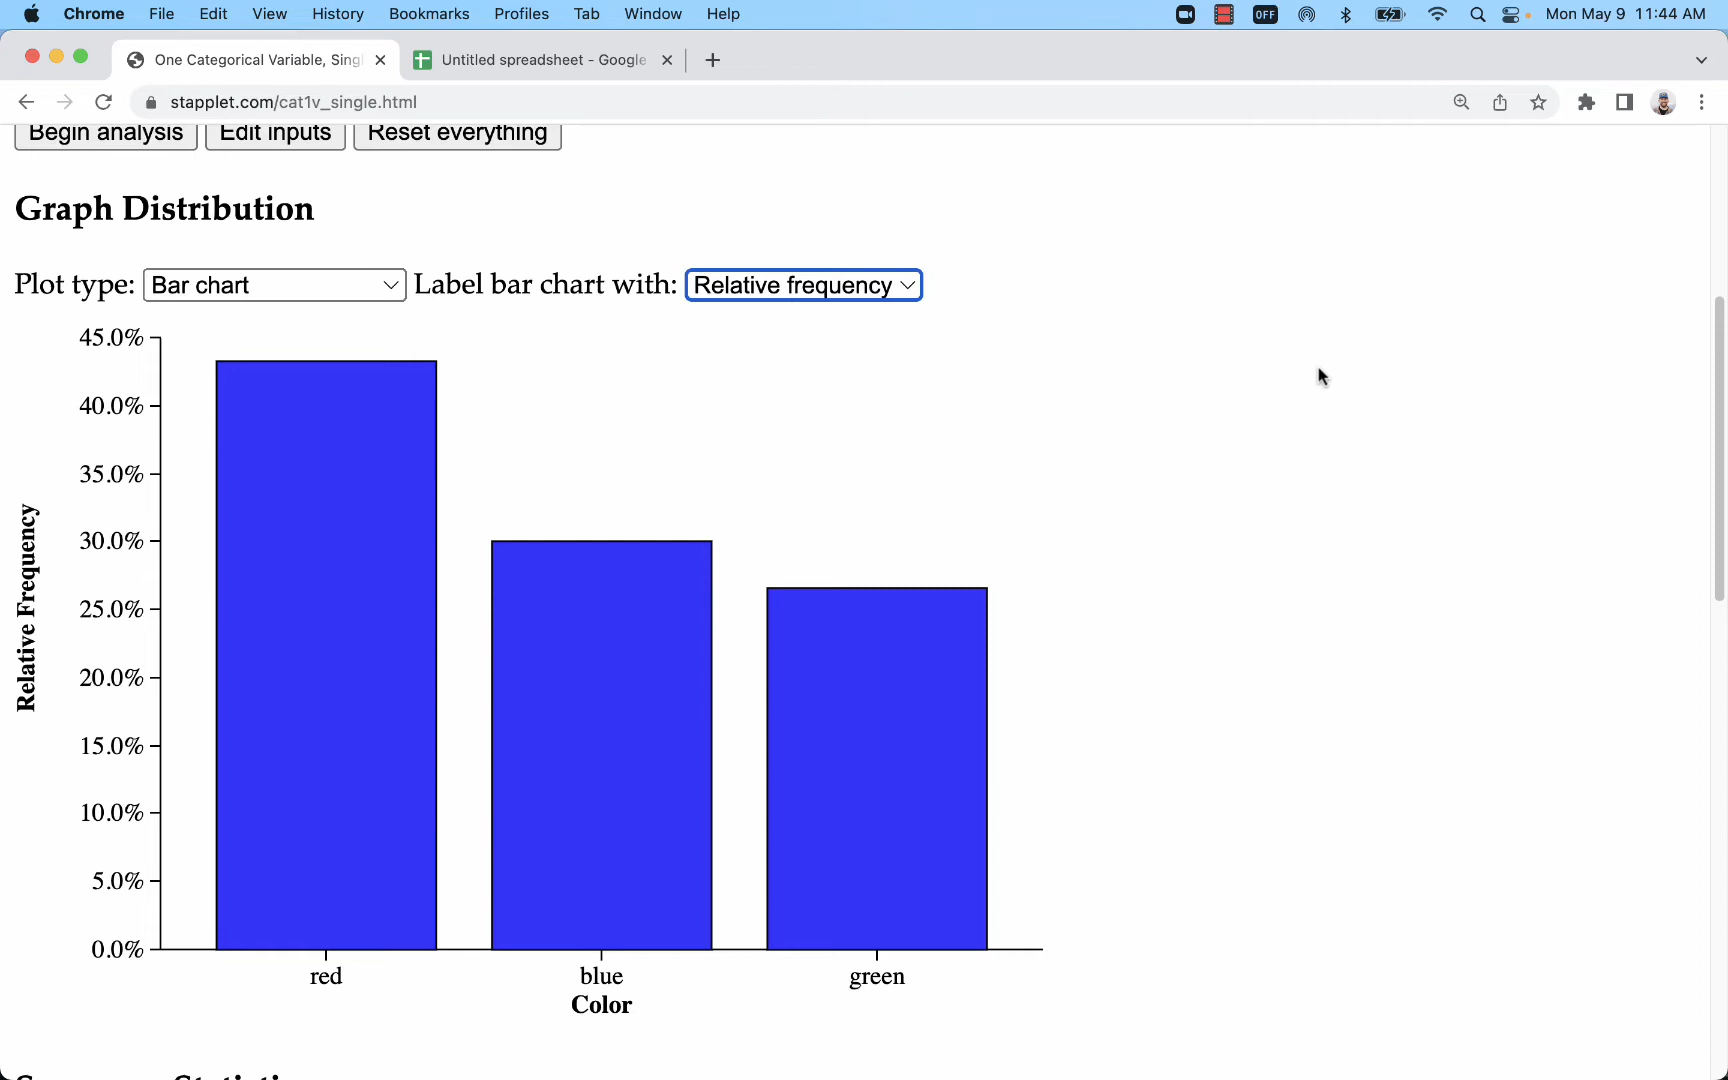 Chrome File Edit View History Bookmarks Profiles Tab Window Help OFF Mon May 9 11:44 AM
One Categorical Variable, Sing Untitled spreadsheet - Google
stapplet.com/cat1v_single.html
Begin analysis Edit inputs Reset everything
Graph Distribution
Plot type: Bar chart Label bar chart with: Relative frequency
45.0%
40.0%
35.0%
30.0%
25.0%
20.0%
15.0%
10.0%
5.0%
0.0%
Relative Frequency
red blue green
Color